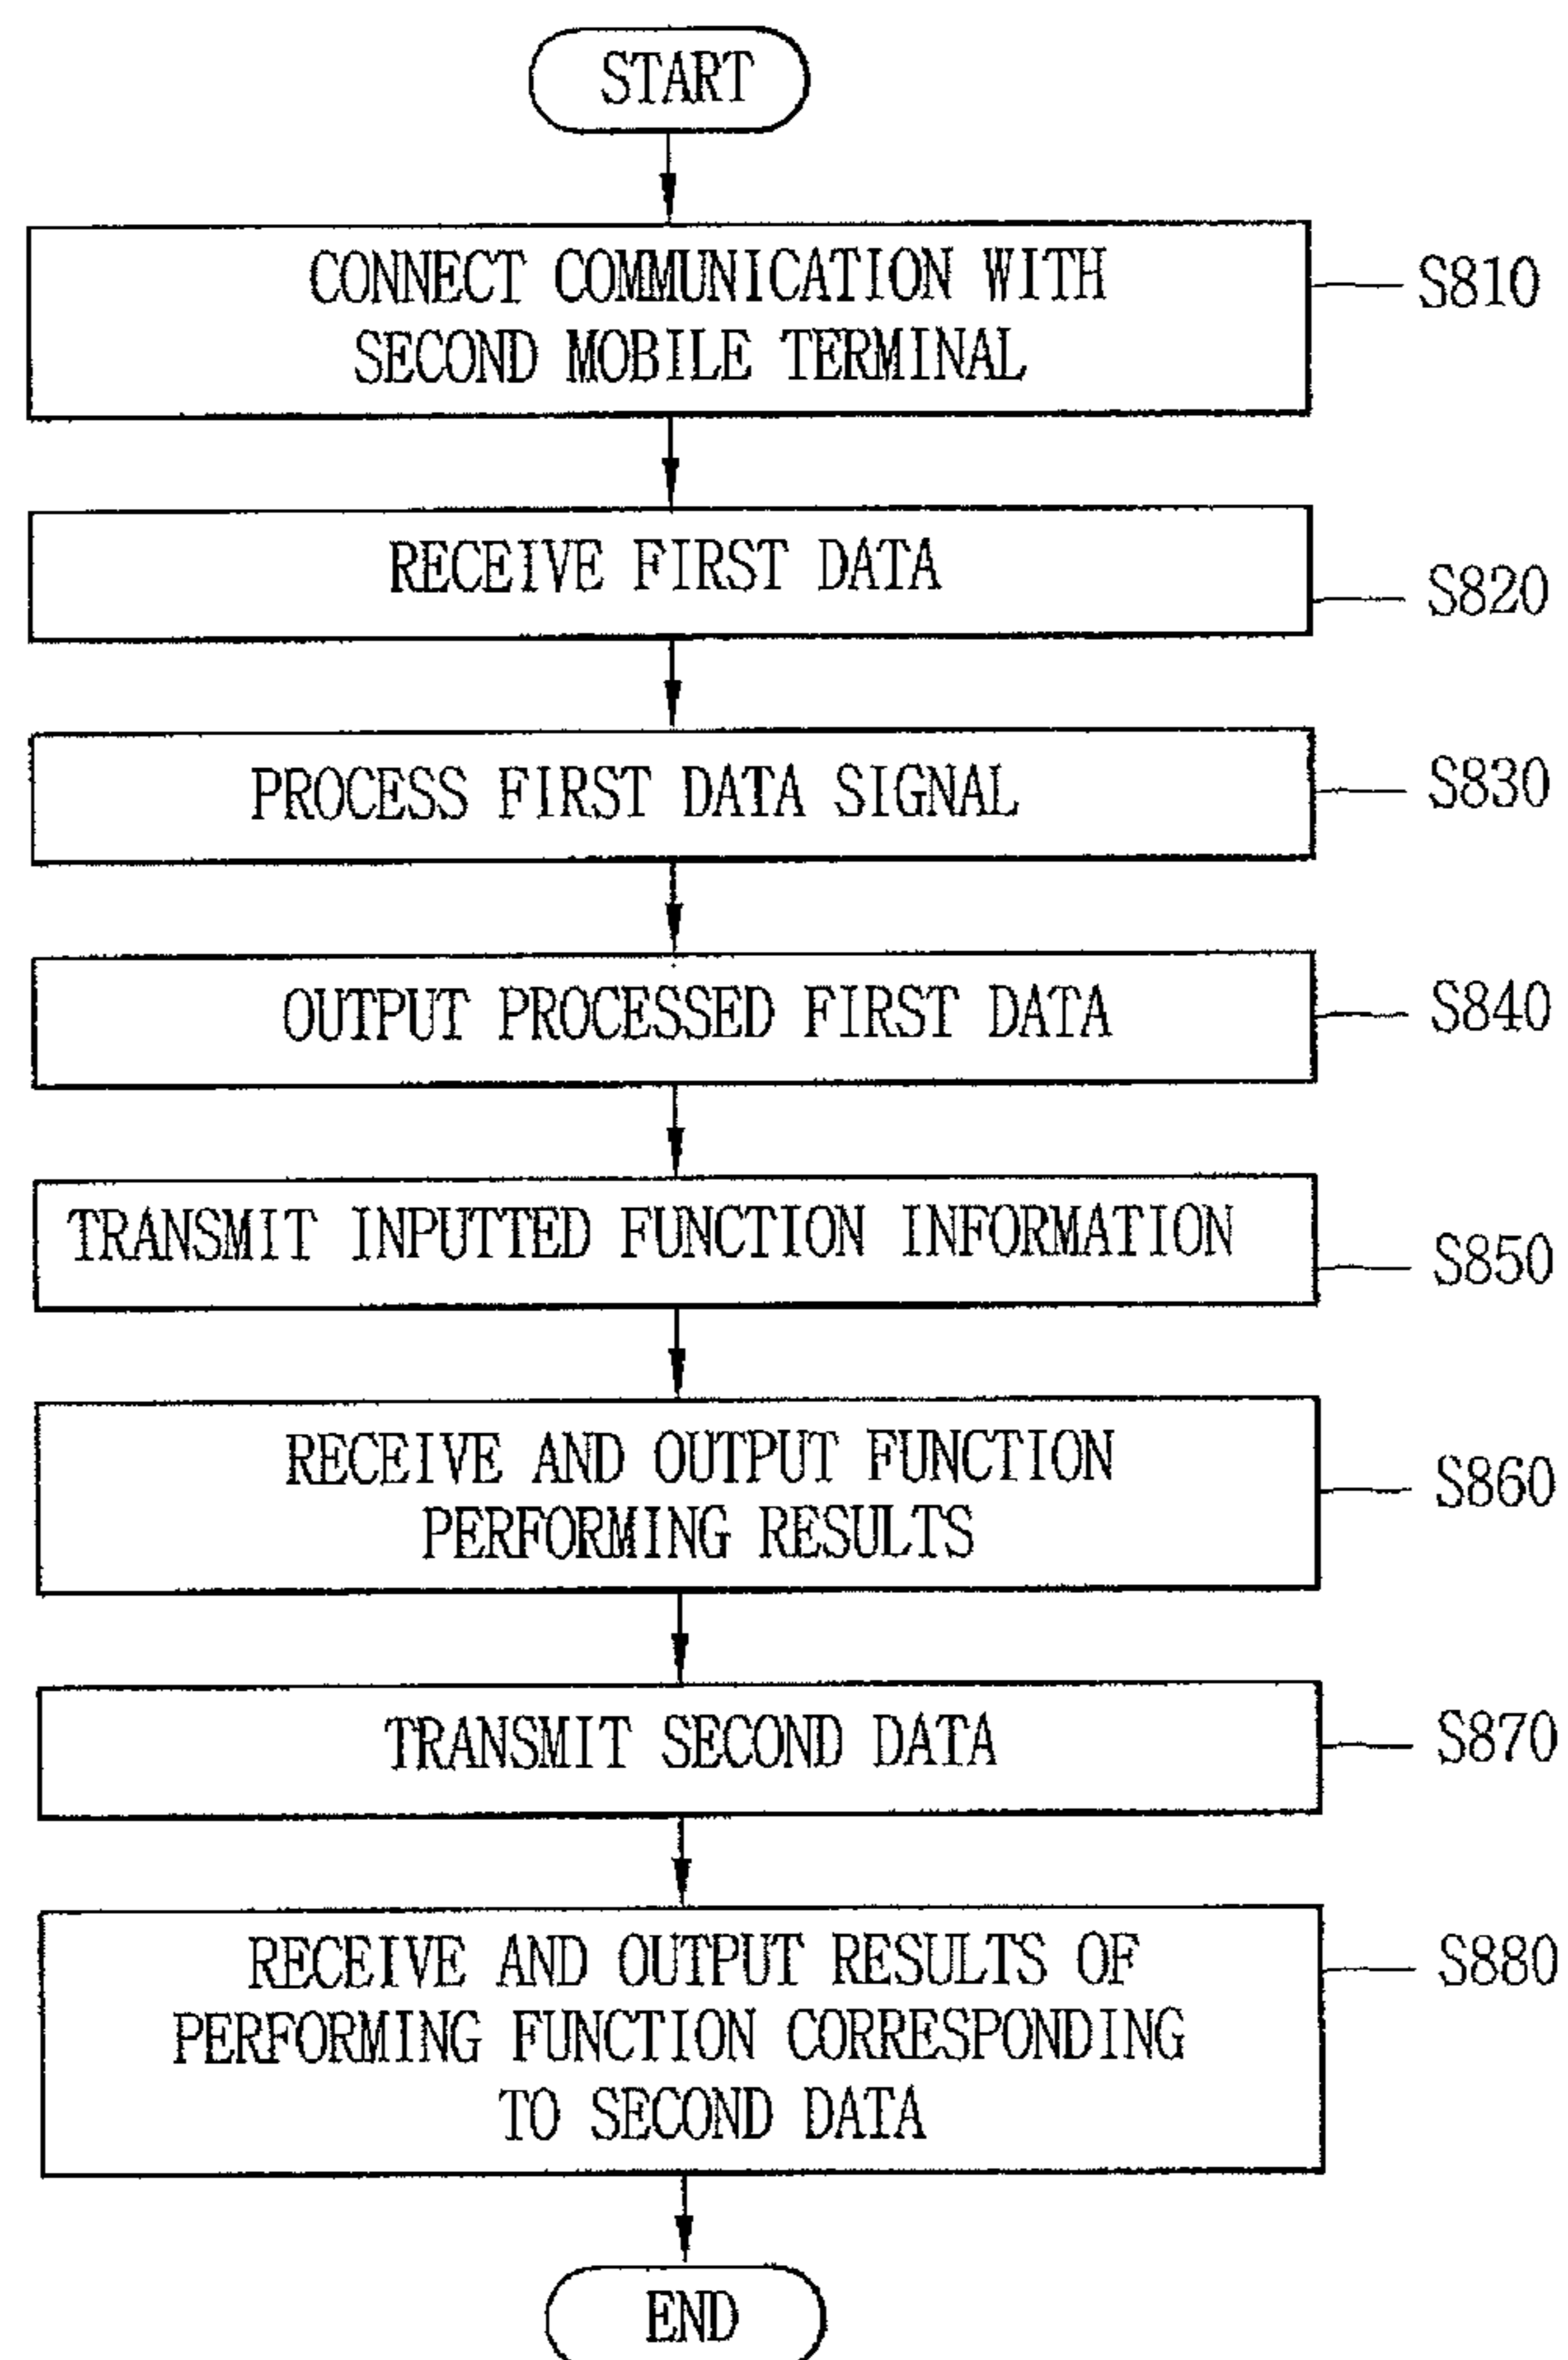 START
CONNECT COMMUNICATION WITH
SECOND MOBILE TERMINAL
S810
RECEIVE FIRST DATA
S820
PROCESS FIRST DATA SIGNAL
S830
OUTPUT PROCESSED FIRST DATA
S840
TRANSMIT INPUTTED FUNCTION INFORMATION
S850
RECEIVE AND OUTPUT FUNCTION
PERFORMING RESULTS
S860
TRANSMIT SECOND DATA
S870
RECEIVE AND OUTPUT RESULTS OF
PERFORMING FUNCTION CORRESPONDING
TO SECOND DATA
S880
END